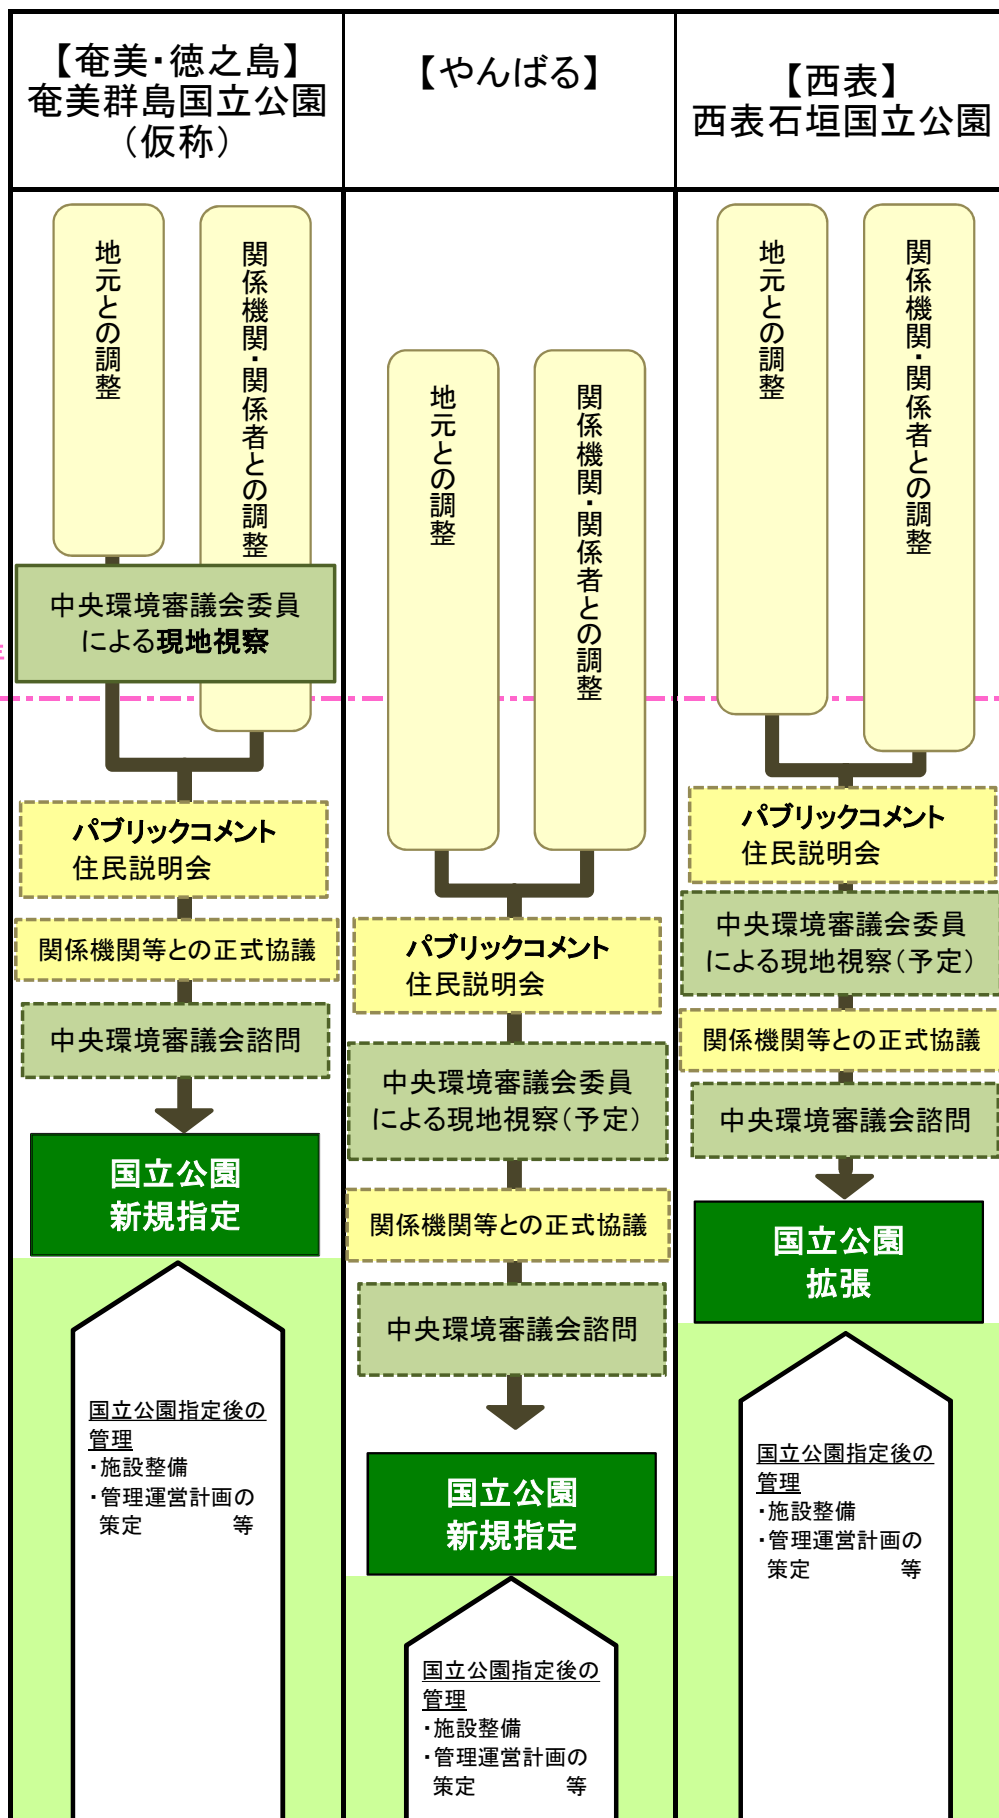 【奄美・徳之島】
奄美群島国立公園
（仮称）
地元との調整
関係機関・関係者との調整
中央環境審議会委員
による現地視察
パブリックコメント
住民説明会
関係機関等との正式協議
中央環境審議会諮問
国立公園
新規指定
国立公園指定後の
管理
・施設整備
・管理運営計画の
策定　　　　等
【やんばる】
地元との調整
関係機関・関係者との調整
パブリックコメント
住民説明会
中央環境審議会委員
による現地視察（予定）
関係機関等との正式協議
中央環境審議会諮問
国立公園
新規指定
国立公園指定後の
管理
・施設整備
・管理運営計画の
策定　　　　等
【西表】
西表石垣国立公園
地元との調整
関係機関・関係者との調整
パブリックコメント
住民説明会
中央環境審議会委員
による現地視察（予定）
関係機関等との正式協議
中央環境審議会諮問
国立公園
拡張
国立公園指定後の
管理
・施設整備
・管理運営計画の
策定　　　　等